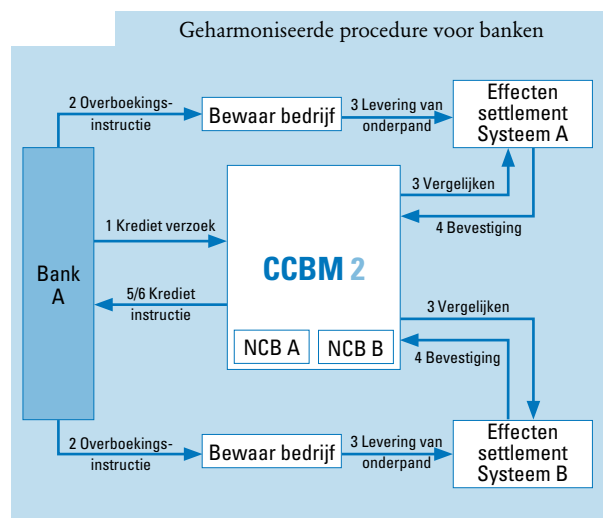 Geharmoniseerde procedure voor banken
2 Overboekings-
instructie
Bewaar bedrijf
3 Levering van
onderpand
Effecten
settlement
Systeem A
3 Vergelijken
4 Bevestiging
1 Krediet verzoek
CCBM 2
Bank
A
5/6 Krediet
instructie
NCB A
NCB B
3 Vergelijken
4 Bevestiging
2 Overboekings-
instructie
Bewaar bedrijf
3 Levering van
onderpand
Effecten
settlement
Systeem B